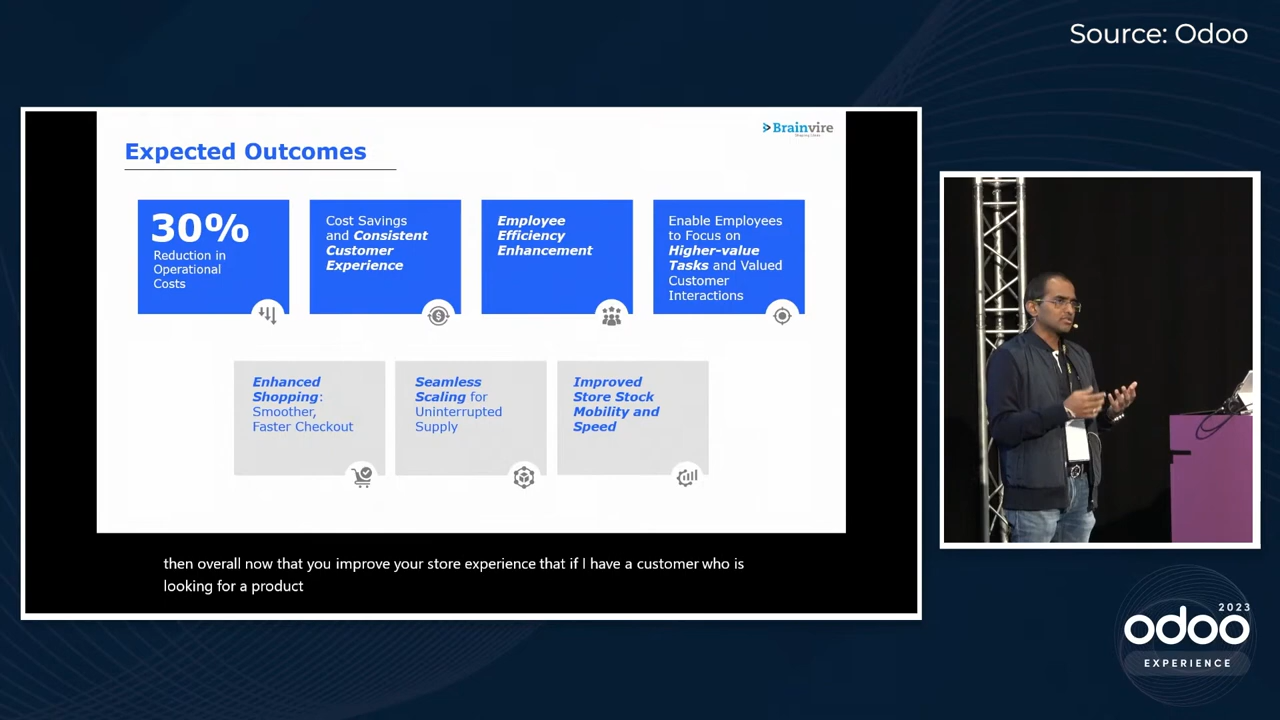 Source: Odoo
Brainvire
Expected Outcomes
30%
Reduction in
Operational
Costs
Cost Savings
and Consistent
Customer
Experience
Employee
Efficiency
Enhancement
Enable Employees
to Focus on
Higher-value
Tasks and Valued
Customer
Interactions
Enhanced
Shopping:
Smoother,
Faster Checkout
Seamless
Scaling for
Uninterrupted
Supply
Improved
Store Stock
Mobility and
Speed
then overall now that you improve your store experience that if I have a customer who is
looking for a product
2023
odoo
EXPERIENCE